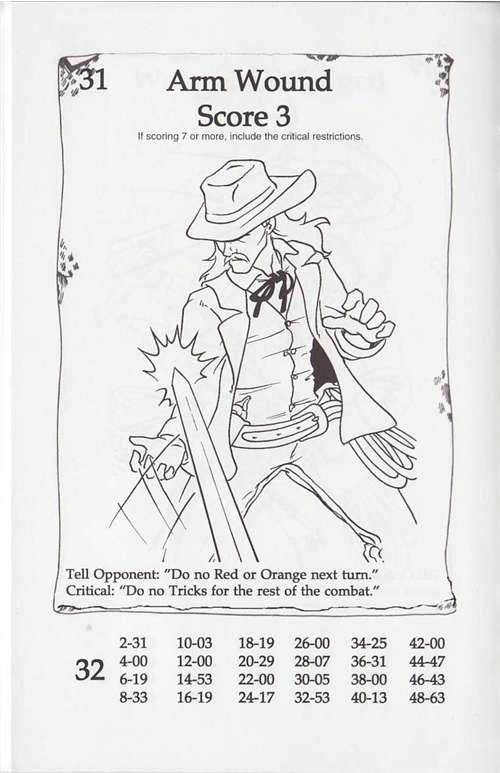 31 Arm Wound
Score 3
If scoring 7 or more, include the critical restrictions.
Tell Opponent: "Do no Red or Orange next turn."
Critical: "Do no Tricks for the rest of the combat."
32
2-31 10-03 18-19 26-00 34-25 42-00
4-00 12-00 20-29 28-07 36-31 44-47
6-19 14-53 22-00 30-05 38-00 46-43
8-33 16-19 24-17 32-53 40-13 48-63